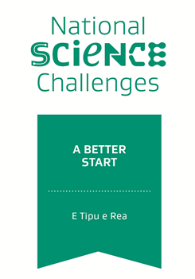 National
SCIENCE
Challenges
A BETTER
START
E Tipu e Rea